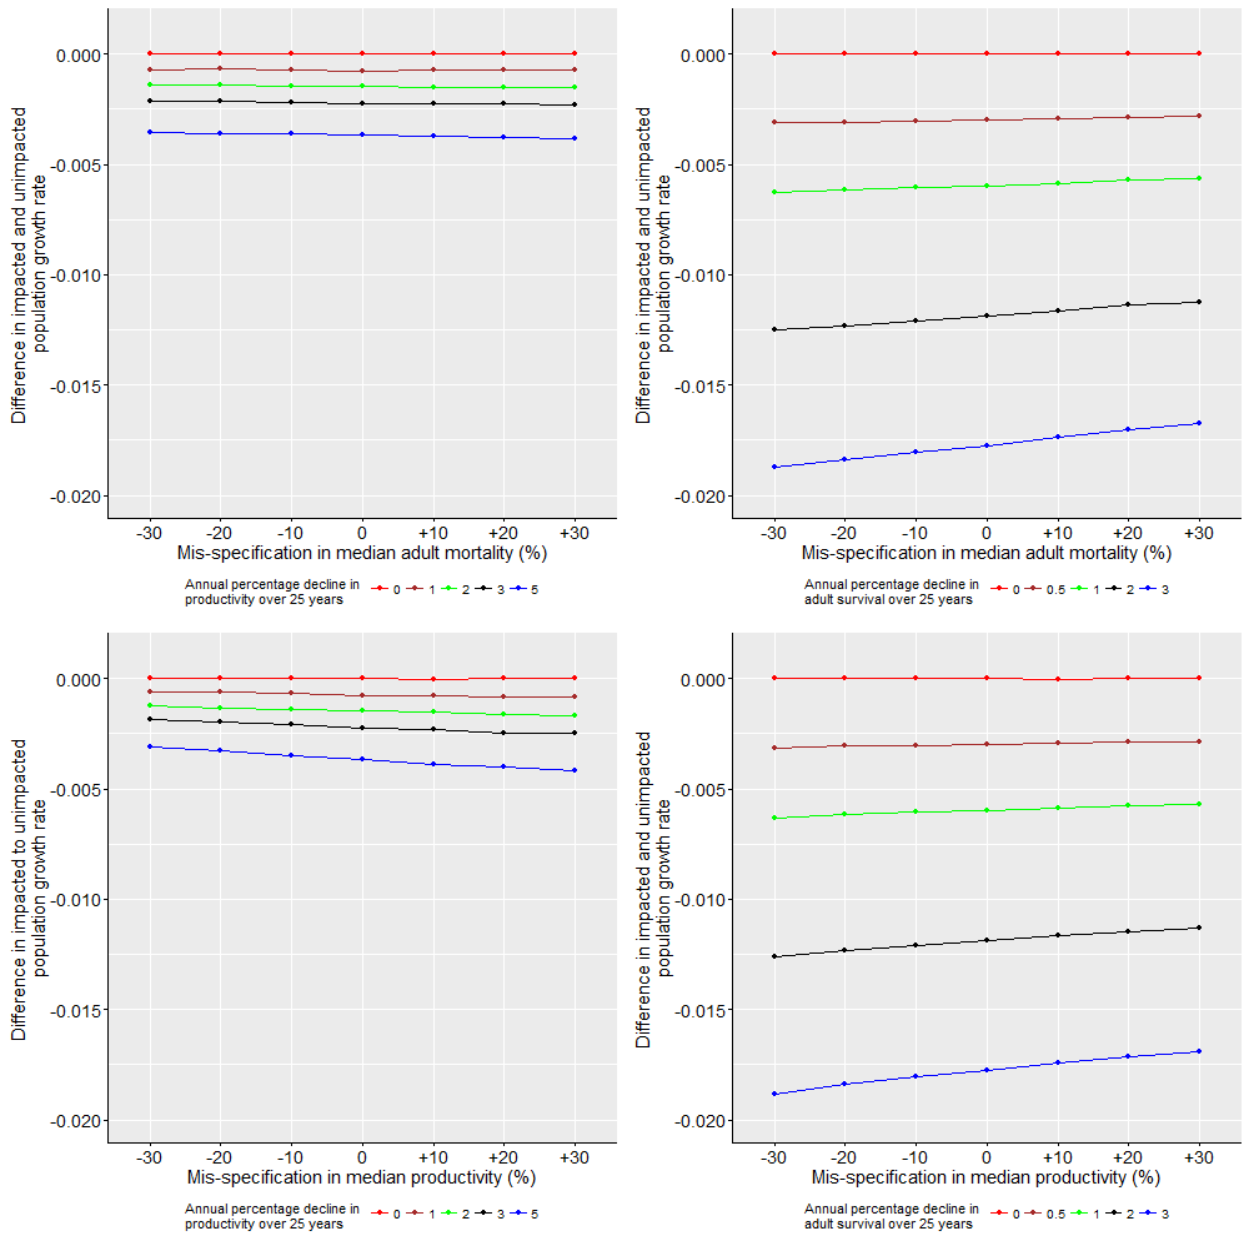 Difference in impacted and unimpacted
population growth rate
0.000
-0.005
-0.010
-0.015
-0.020
-30 -20 -10 0 +10 +20 +30
Mis-specification in median adult mortality (%)
Annual percentage decline in
productivity over 25 years
0 1 2 3 5
Difference in impacted and unimpacted
population growth rate
0.000
-0.005
-0.010
-0.015
-0.020
-30 -20 -10 0 +10 +20 +30
Mis-specification in median adult mortality (%)
Annual percentage decline in
adult survival over 25 years
0 0.5 1 2 3
Difference in impacted to unimpacted
population growth rate
0.000
-0.005
-0.010
-0.015
-0.020
-30 -20 -10 0 +10 +20 +30
Mis-specification in median productivity (%)
Annual percentage decline in
productivity over 25 years
0 1 2 3 5
Difference in impacted and unimpacted
population growth rate
0.000
-0.005
-0.010
-0.015
-0.020
-30 -20 -10 0 +10 +20 +30
Mis-specification in median productivity (%)
Annual percentage decline in
adult survival over 25 years
0 0.5 1 2 3